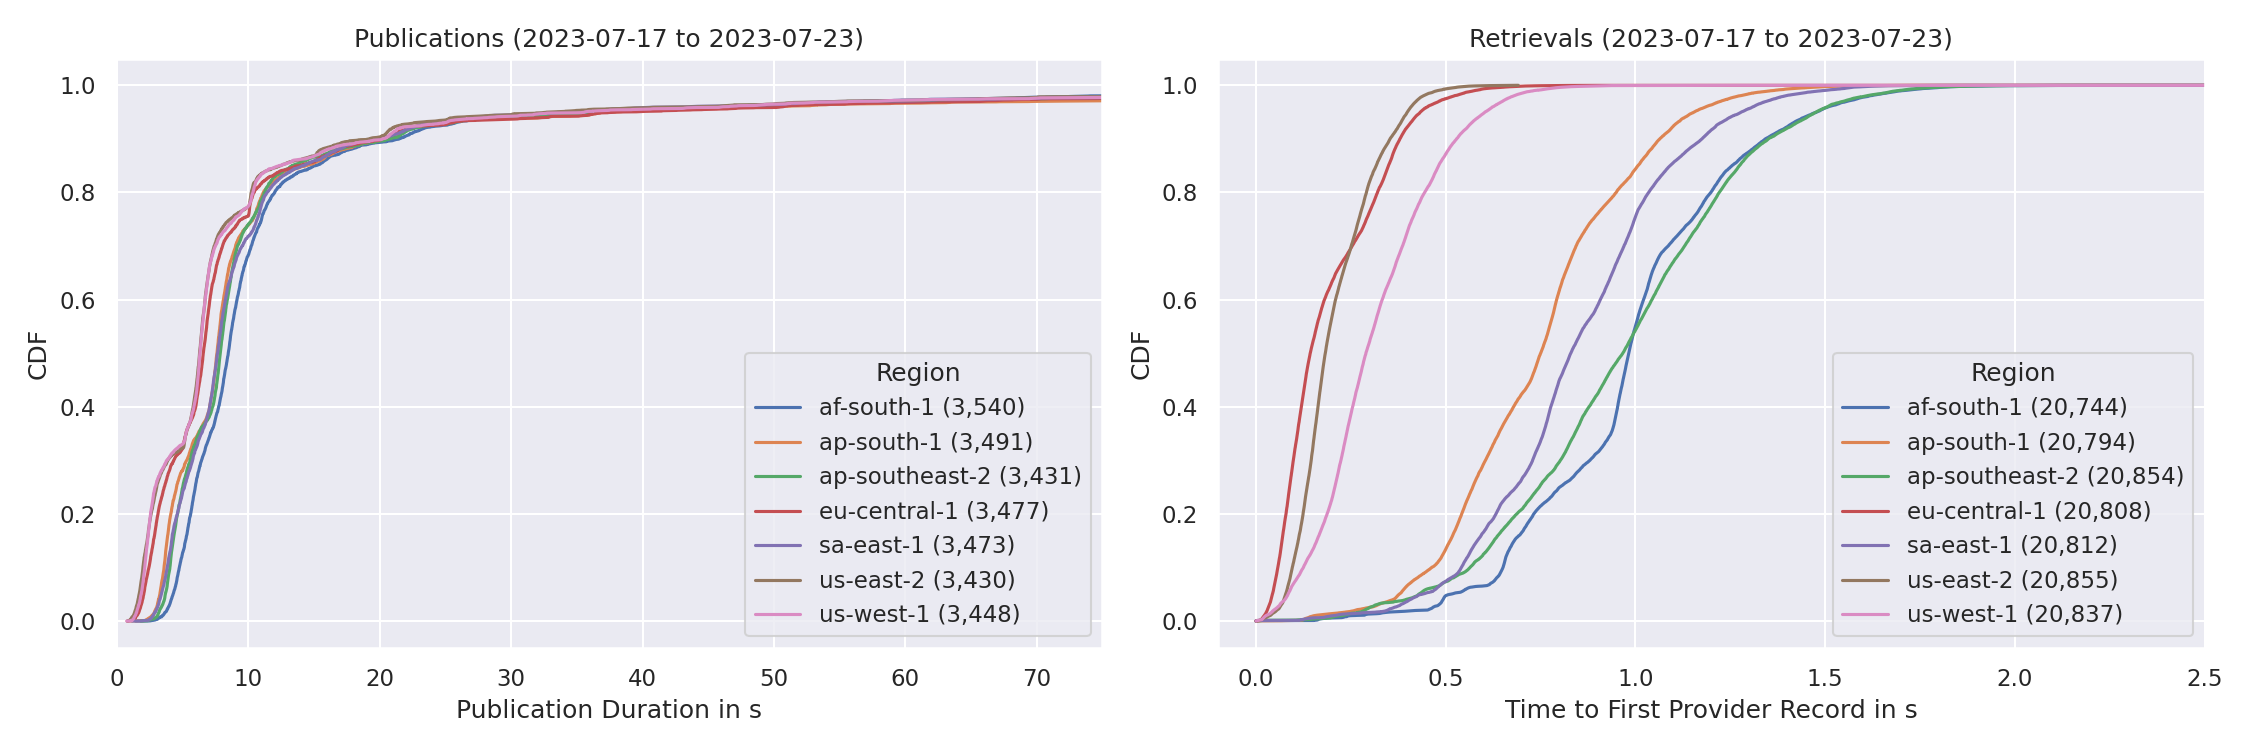 Publications (2023-07-17 to 2023-07-23)
CDF
1.0
0.8
0.6
0.4
0.2
0.0
0 10 20 30 40 50 60 70
Publication Duration in s
Region
af-south-1 (3,540)
ap-south-1 (3,491)
ap-southeast-2 (3,431)
eu-central-1 (3,477)
sa-east-1 (3,473)
us-east-2 (3,430)
us-west-1 (3,448)
Retrievals (2023-07-17 to 2023-07-23)
CDF
1.0
0.8
0.6
0.4
0.2
0.0
0.0 0.5 1.0 1.5 2.0 2.5
Time to First Provider Record in s
Region
af-south-1 (20,744)
ap-south-1 (20,794)
ap-southeast-2 (20,854)
eu-central-1 (20,808)
sa-east-1 (20,812)
us-east-2 (20,855)
us-west-1 (20,837)